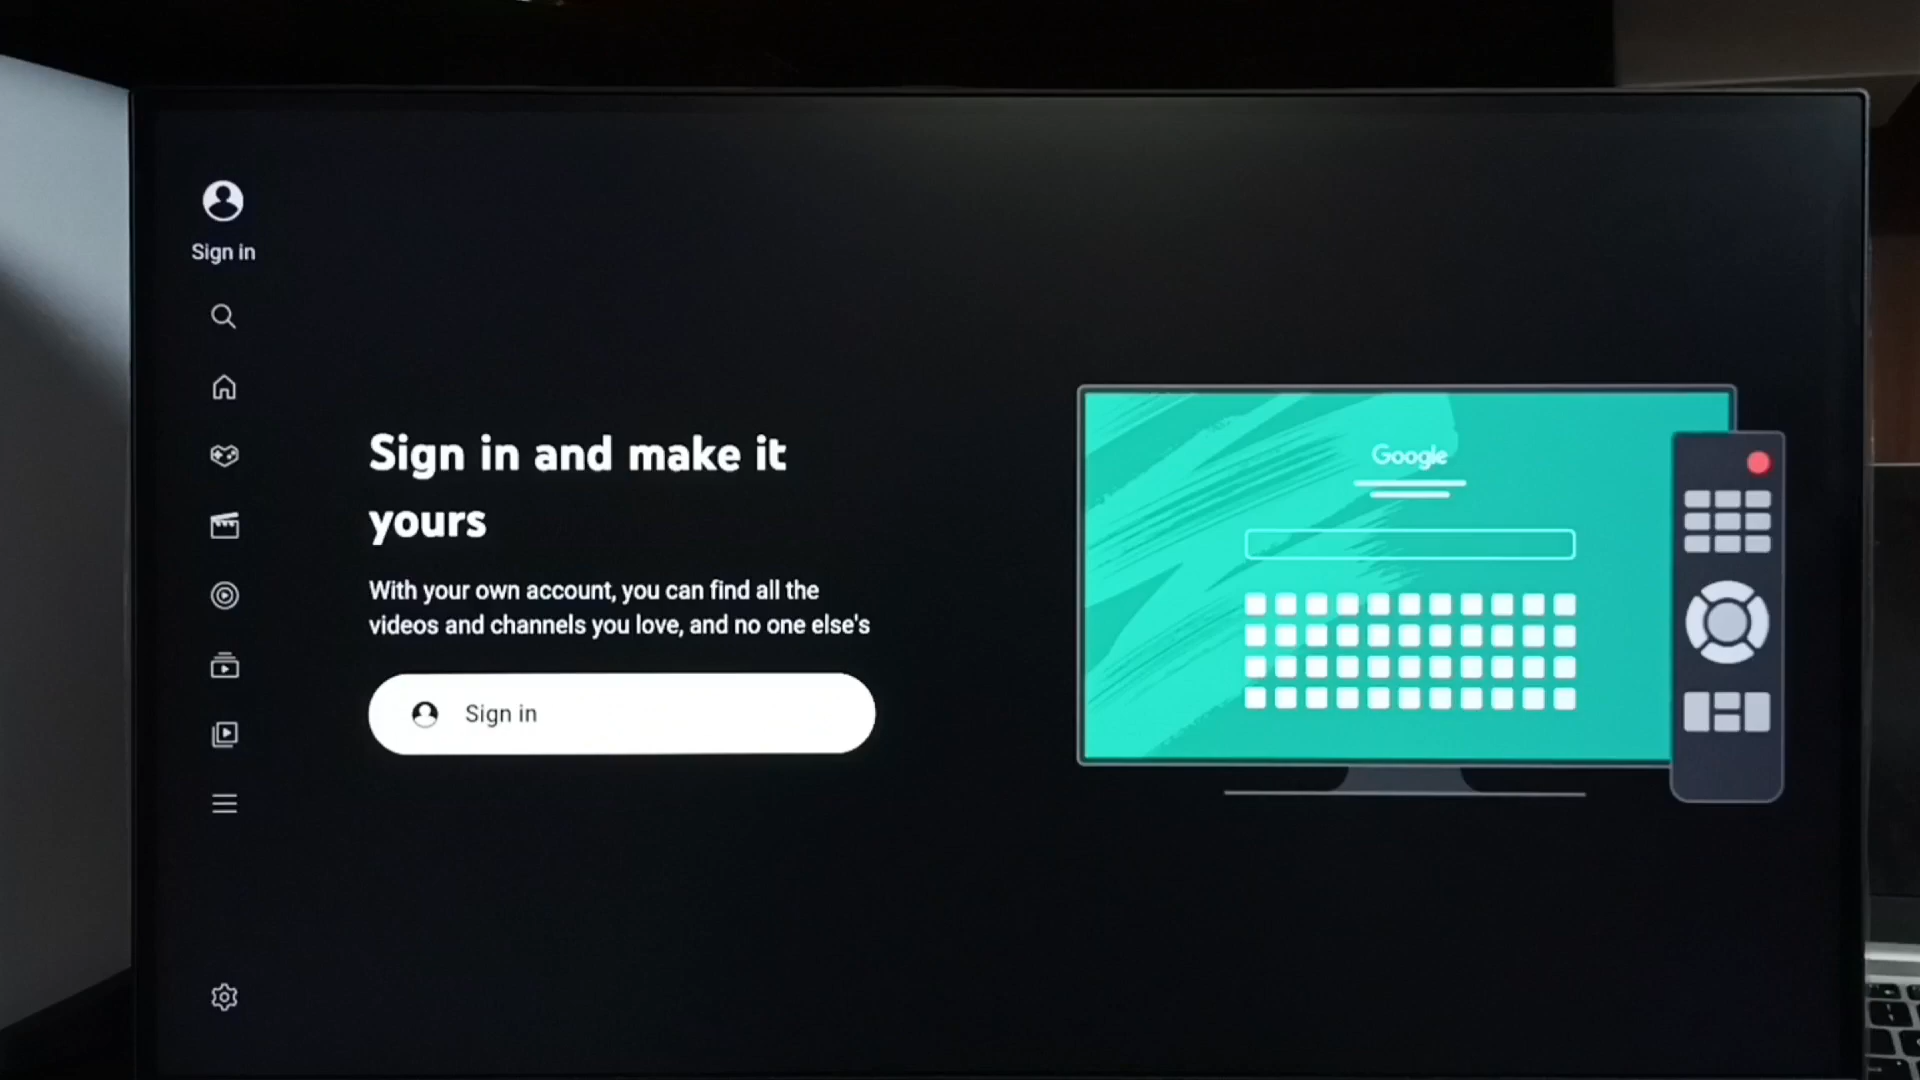 Sign in
Sign in and make it
yours
With your own account, you can find all the
videos and channels you love, and no one else's
Sign in
Google